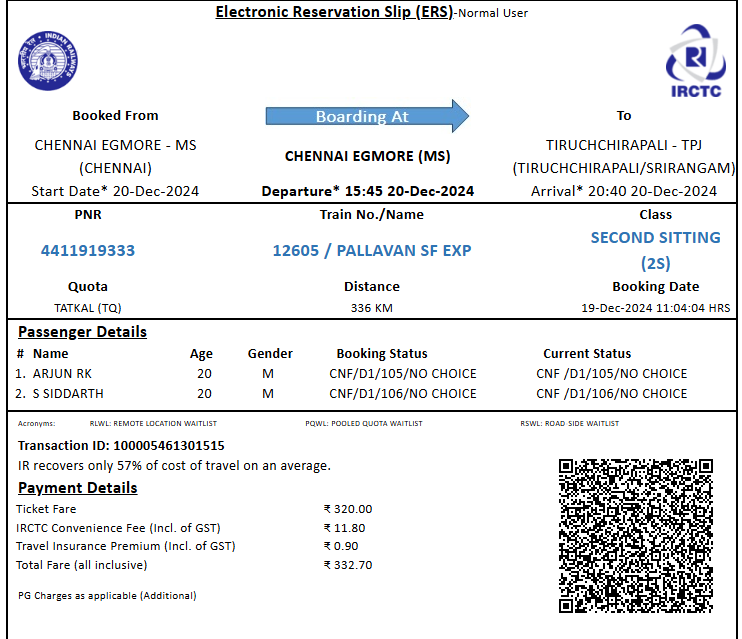 Electronic Reservation Slip (ERS)-Normal User
INDIAN RAILWAYS
IRCTC
Booked From
Boarding At
To
CHENNAI EGMORE - MS
(CHENNAI)
CHENNAI EGMORE (MS)
TIRUCHCHIRAPALI - TPJ
(TIRUCHCHIRAPALI/SRIRANGAM)
Start Date* 20-Dec-2024
Departure* 15:45 20-Dec-2024
Arrival* 20:40 20-Dec-2024
PNR
Train No./Name
Class
4411919333
12605 / PALLAVAN SF EXP
SECOND SITTING
(2S)
Quota
Distance
Booking Date
TATKAL (TQ)
336 KM
19-Dec-2024 11:04:04 HRS
Passenger Details
# Name Age Gender Booking Status Current Status
1. ARJUN RK 20 M CNF/D1/105/NO CHOICE CNF /D1/105/NO CHOICE
2. S SIDDARTH 20 M CNF/D1/106/NO CHOICE CNF /D1/106/NO CHOICE
Acronyms: RLWL: REMOTE LOCATION WAITLIST PQWL: POOLED QUOTA WAITLIST RSWL: ROAD-SIDE WAITLIST
Transaction ID: 100005461301515
IR recovers only 57% of cost of travel on an average.
Payment Details
Ticket Fare ₹ 320.00
IRCTC Convenience Fee (Incl. of GST) ₹ 11.80
Travel Insurance Premium (Incl. of GST) ₹ 0.90
Total Fare (all inclusive) ₹ 332.70
PG Charges as applicable (Additional)